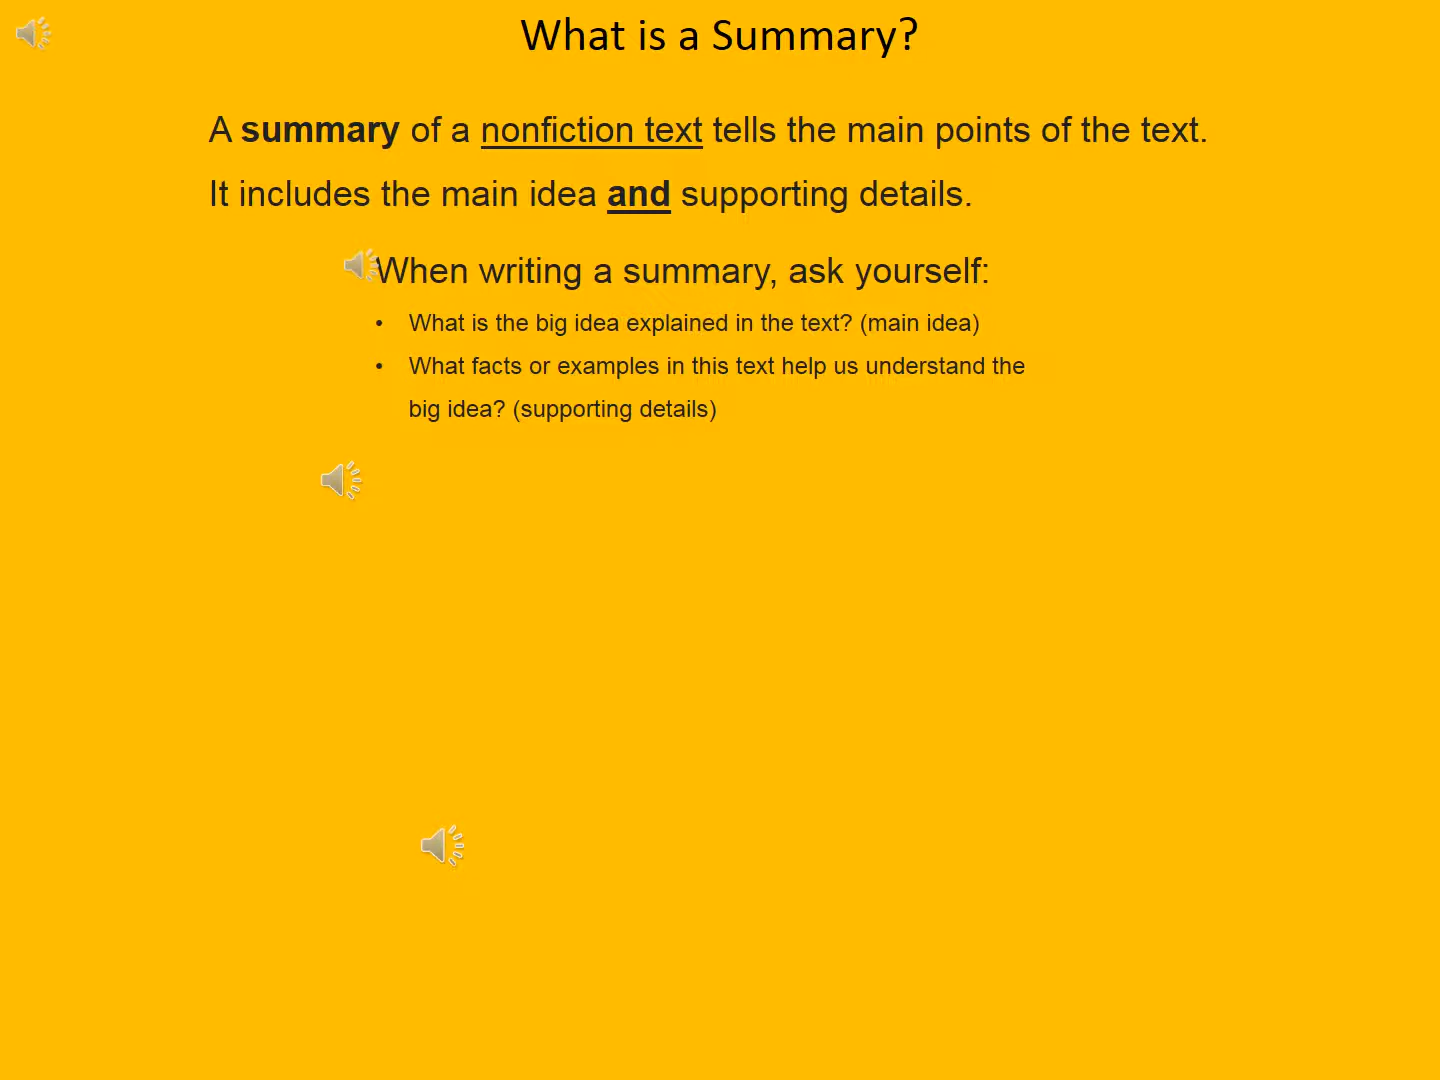 What is a Summary?
A summary of a nonfiction text tells the main points of the text.
It includes the main idea and supporting details.
When writing a summary, ask yourself:
• What is the big idea explained in the text? (main idea)
• What facts or examples in this text help us understand the
big idea? (supporting details)